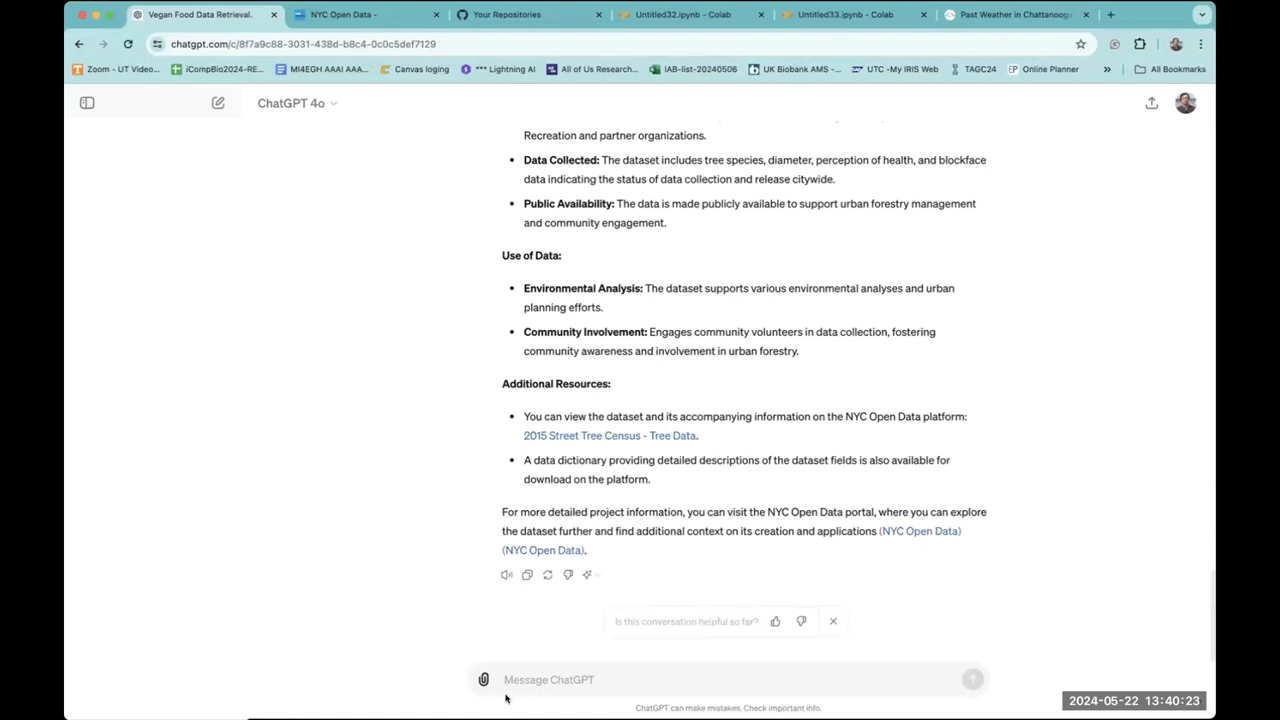 Vegan Food Data Retrieval.
NYC Open Data -
Your Repositories
Untitled32.ipynb - Colab
Untitled33.ipynb - Colab
Past Weather in Chattanoog
chatgpt.com/c/8f7a9c88-3031-438d-b8c4-0c0c5def7129
Zoom - UT Video...
iCompBio2024-RE...
MI4EGH AAAI AAA...
Canvas loging
*** Lightning AI
All of Us Research...
IAB-list-20240506
UK Biobank AMS -...
UTC -My IRIS Web
TAGC24
Online Planner
»
All Bookmarks
ChatGPT 4o
Recreation and partner organizations.
• Data Collected: The dataset includes tree species, diameter, perception of health, and blockface
data indicating the status of data collection and release citywide.
• Public Availability: The data is made publicly available to support urban forestry management
and community engagement.
Use of Data:
• Environmental Analysis: The dataset supports various environmental analyses and urban
planning efforts.
• Community Involvement: Engages community volunteers in data collection, fostering
community awareness and involvement in urban forestry.
Additional Resources:
• You can view the dataset and its accompanying information on the NYC Open Data platform:
2015 Street Tree Census - Tree Data.
• A data dictionary providing detailed descriptions of the dataset fields is also available for
download on the platform.
For more detailed project information, you can visit the NYC Open Data portal, where you can explore
the dataset further and find additional context on its creation and applications (NYC Open Data)
(NYC Open Data).
Is this conversation helpful so far?
Message ChatGPT
ChatGPT can make mistakes. Check important info.
2024-05-22 13:40:23